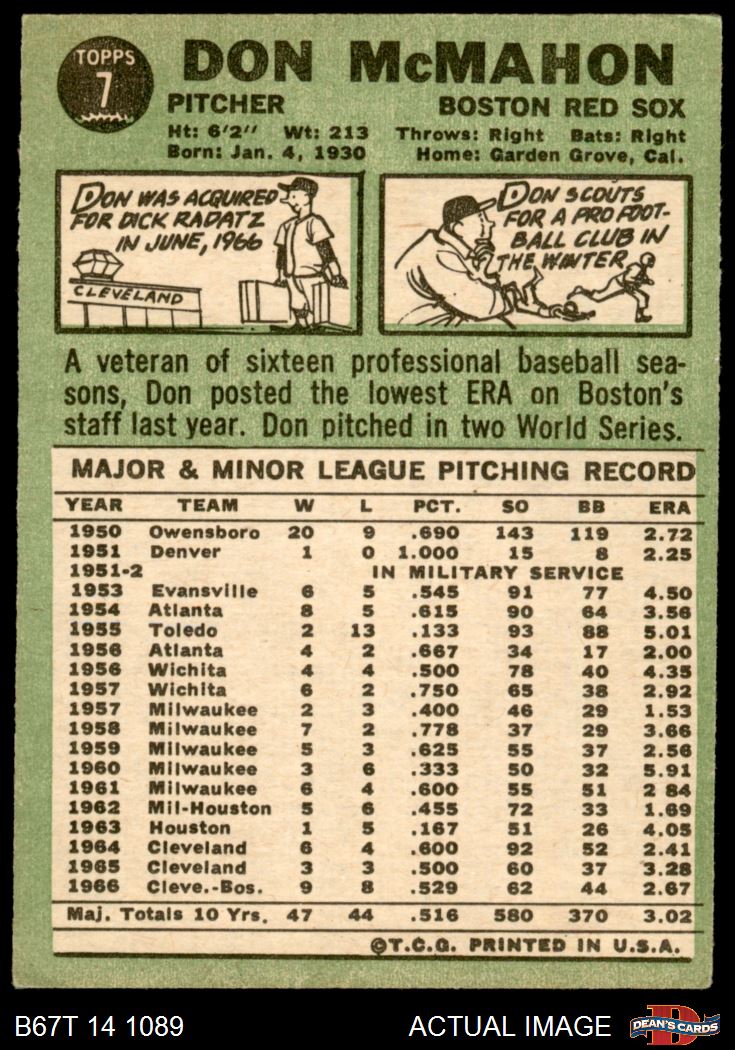 TOPPS
7
DON McMAHON
PITCHER BOSTON RED SOX
Ht: 6'2" Wt: 213 Throws: Right Bats: Right
Born: Jan. 4, 1930 Home: Garden Grove, Cal.
DON WAS ACQUIRED
FOR DICK RADATZ
IN JUNE, 1966
CLEVELAND
DON SCOUTS
FOR A PRO FOOT-
BALL CLUB IN
THE WINTER
A veteran of sixteen professional baseball sea-
sons, Don posted the lowest ERA on Boston's
staff last year. Don pitched in two World Series.
MAJOR & MINOR LEAGUE PITCHING RECORD
YEAR TEAM W L PCT. SO BB ERA
1950 Owensboro 20 9 .690 143 119 2.72
1951 Denver 1 0 1.000 15 8 2.25
1951-2 IN MILITARY SERVICE
1953 Evansville 6 5 .545 91 77 4.50
1954 Atlanta 8 5 .615 90 64 3.56
1955 Toledo 2 13 .133 93 88 5.01
1956 Atlanta 4 2 .667 34 17 2.00
1956 Wichita 4 4 .500 78 40 4.35
1957 Wichita 6 2 .750 65 38 2.92
1957 Milwaukee 2 3 .400 46 29 1.53
1958 Milwaukee 7 2 .778 37 29 3.66
1959 Milwaukee 5 3 .625 55 37 2.56
1960 Milwaukee 3 6 .333 50 32 5.91
1961 Milwaukee 6 4 .600 55 51 2 84
1962 Mil-Houston 5 6 .455 72 33 1.69
1963 Houston 1 5 .167 51 26 4.05
1964 Cleveland 6 4 .600 92 52 2.41
1965 Cleveland 3 3 .500 60 37 3.28
1966 Cleve.-Bos. 9 8 .529 62 44 2.67
Maj. Totals 10 Yrs. 47 44 .516 580 370 3.02
©T.C.G. PRINTED IN U.S.A.
B67T 14 1089 ACTUAL IMAGE DEAN'S CARDS